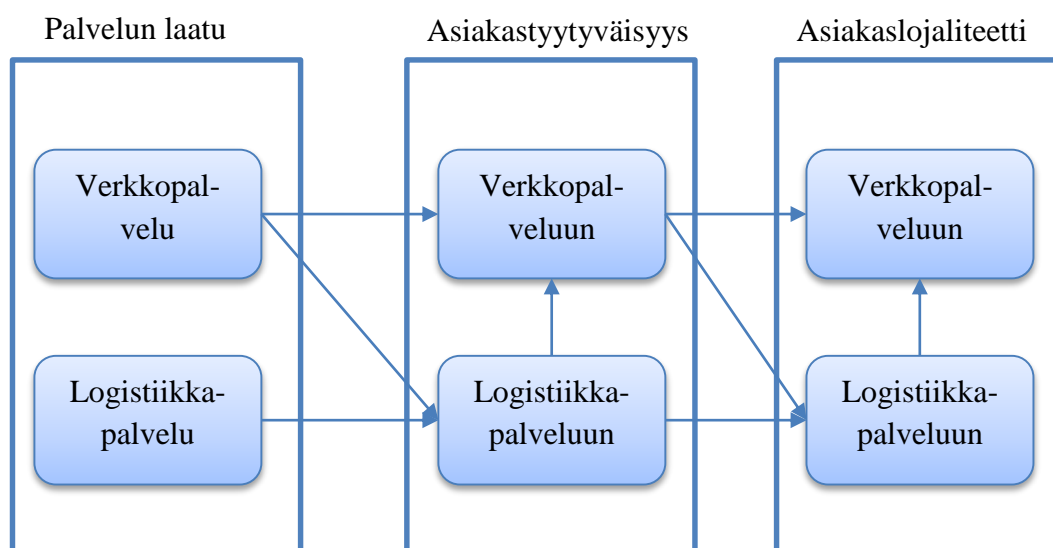 Palvelun laatu
Asiakastyytyväisyys
Asiakaslojaliteetti
Verkkopal-
velu
Verkkopal-
veluun
Verkkopal-
veluun
Logistiikka-
palvelu
Logistiikka-
palveluun
Logistiikka-
palveluun